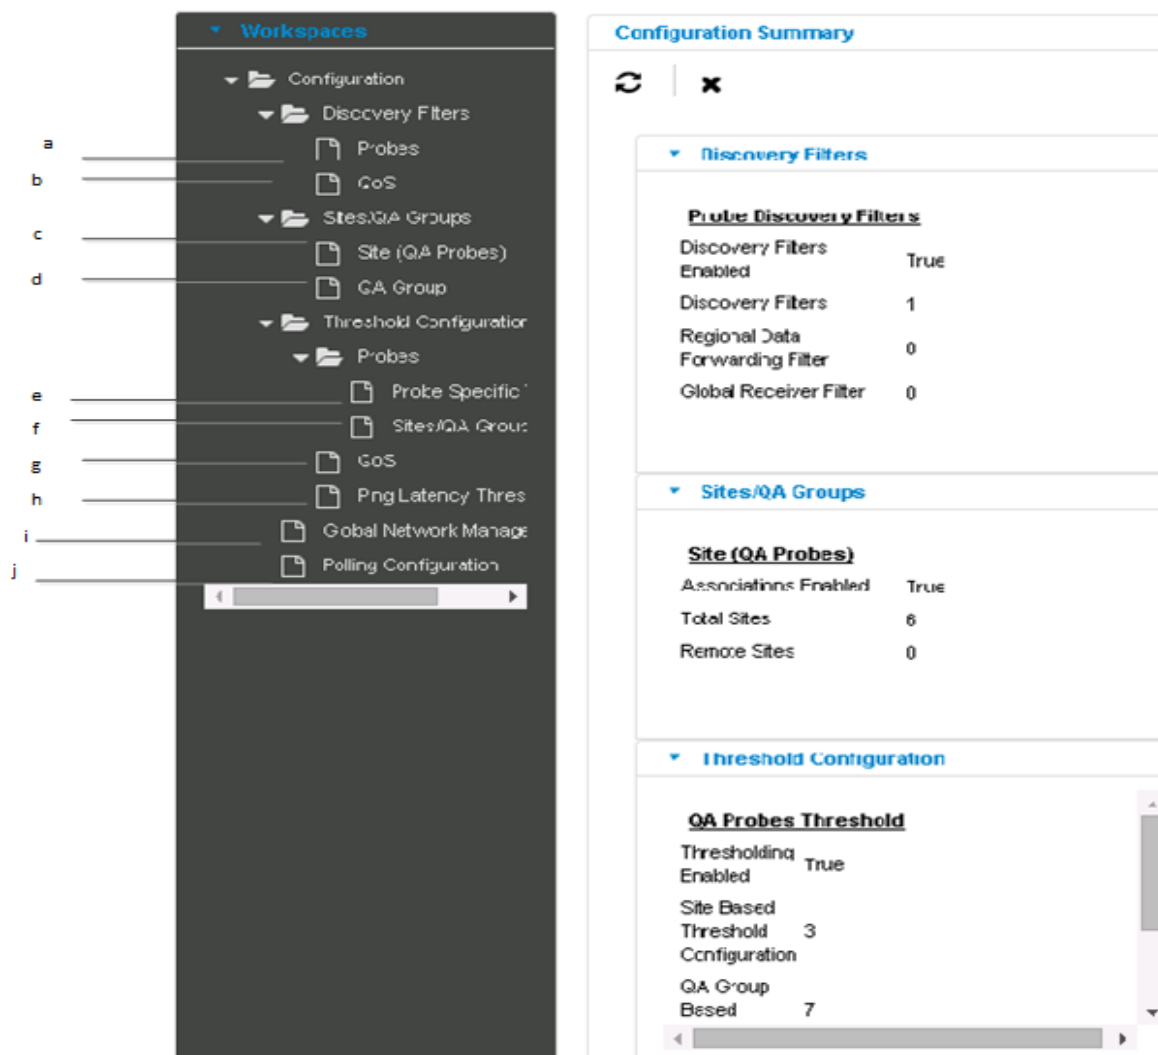 Workspaces
Configuration
Discovery Filters
a
Probes
b
CoS
Sites/QA Groups
c
Site (QA Probes)
d
QA Group
Threshold Configuration
Probes
e
Probe Specific
f
Sites/QA Group
g
CoS
h
Ping Latency Thres
i
Global Network Manage
j
Polling Configuration
Configuration Summary
Discovery Filters
Probe Discovery Filters
Discovery Filters
Enabled
True
Discovery Filters 1
Regional Data
Forwarding Filter
0
Global Receiver Filter 0
Sites/QA Groups
Site (QA Probes)
Associations Enabled True
Total Sites 6
Remote Sites 0
Threshold Configuration
QA Probes Threshold
Thresholding
Enabled
True
Site Based
Threshold 3
Configuration
QA Group
Based 7